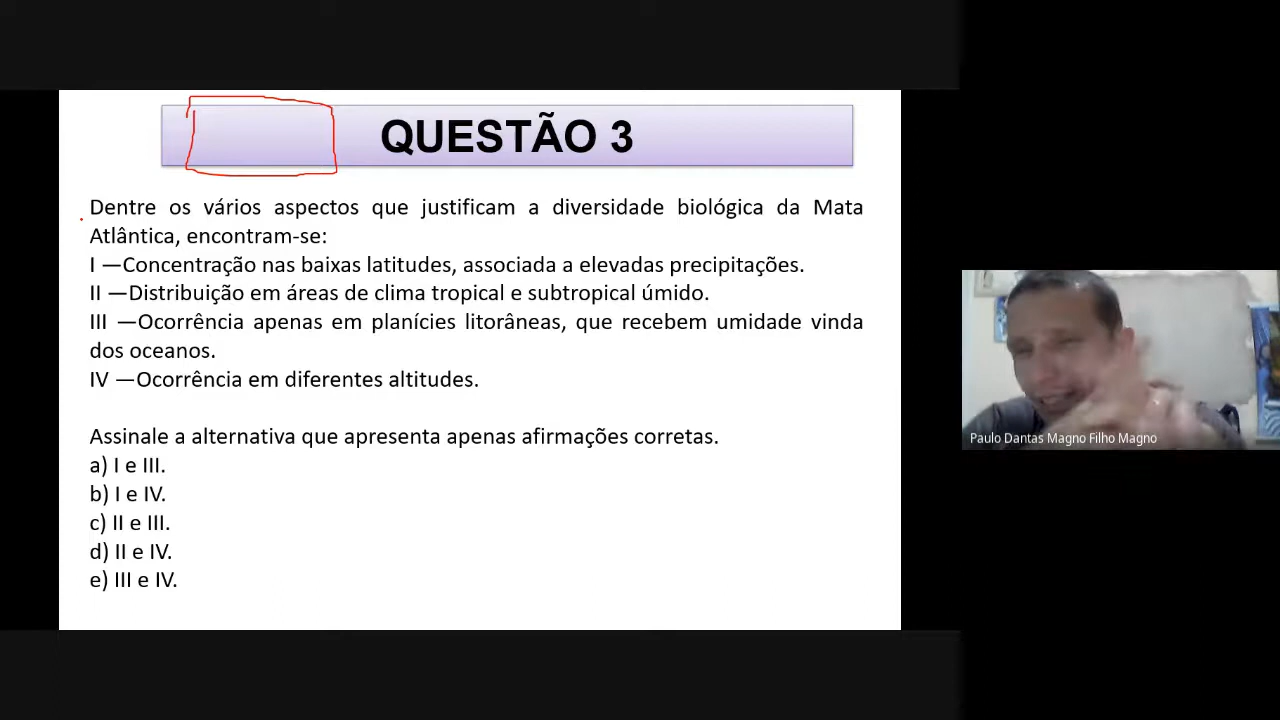 QUESTÃO 3
Dentre os vários aspectos que justificam a diversidade biológica da Mata
Atlântica, encontram-se:
I —Concentração nas baixas latitudes, associada a elevadas precipitações.
II —Distribuição em áreas de clima tropical e subtropical úmido.
III —Ocorrência apenas em planícies litorâneas, que recebem umidade vinda
dos oceanos.
IV —Ocorrência em diferentes altitudes.
Assinale a alternativa que apresenta apenas afirmações corretas.
a) I e III.
b) I e IV.
c) II e III.
d) II e IV.
e) III e IV.
Paulo Dantas Magno Filho Magno